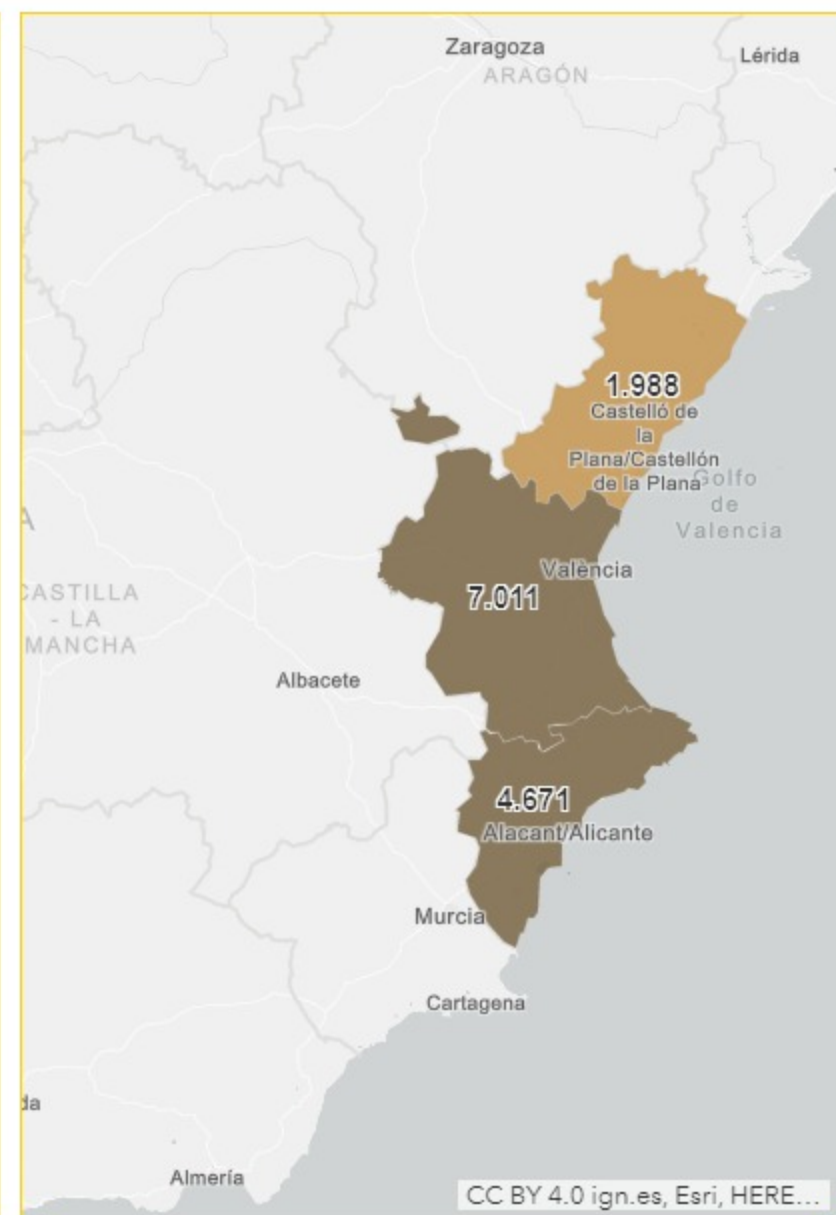 Zaragoza
Lérida
ARAGÓN
1.988
Castelló de
la
Plana/Castellón
de la Plana
Golfo
de
Valencia
A
València
7.011
CASTILLA
- LA
MANCHA
Albacete
4.671
Alacant/Alicante
Murcia
Cartagena
da
Almería
CC BY 4.0 ign.es, Esri, HERE...